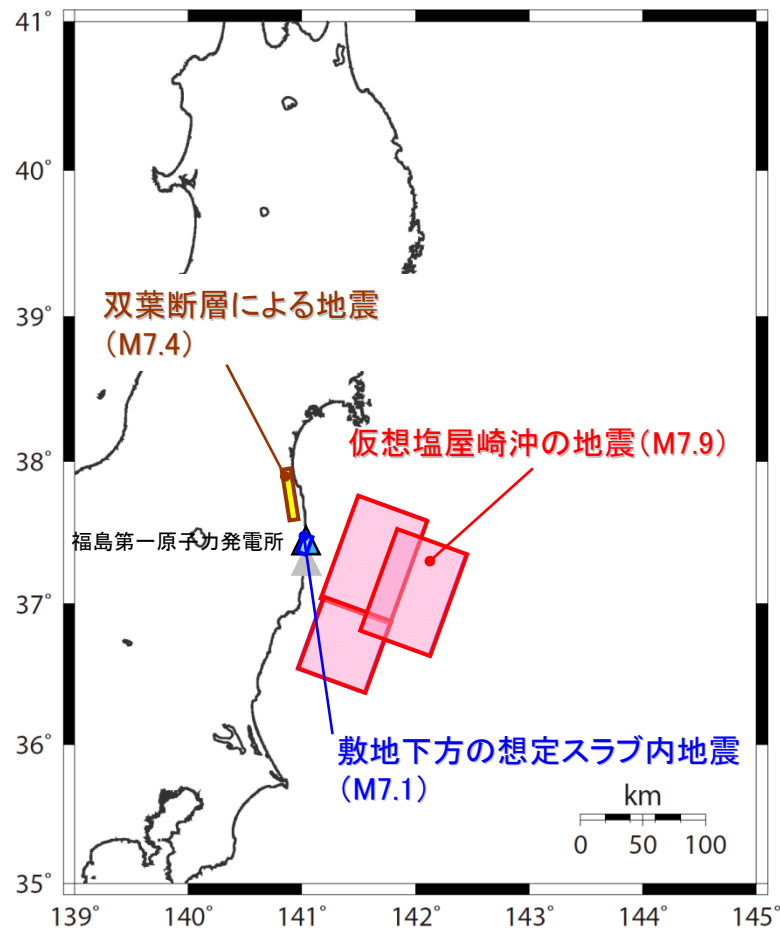 41°
40°
39°
38°
37°
36°
35°
双葉断層による地震
（M7.4）
仮想塩屋崎沖の地震（M7.9）
福島第一原子力発電所
敷地下方の想定スラブ内地震
（M7.1）
km
0 50 100
139° 140° 141° 142° 143° 144° 145°